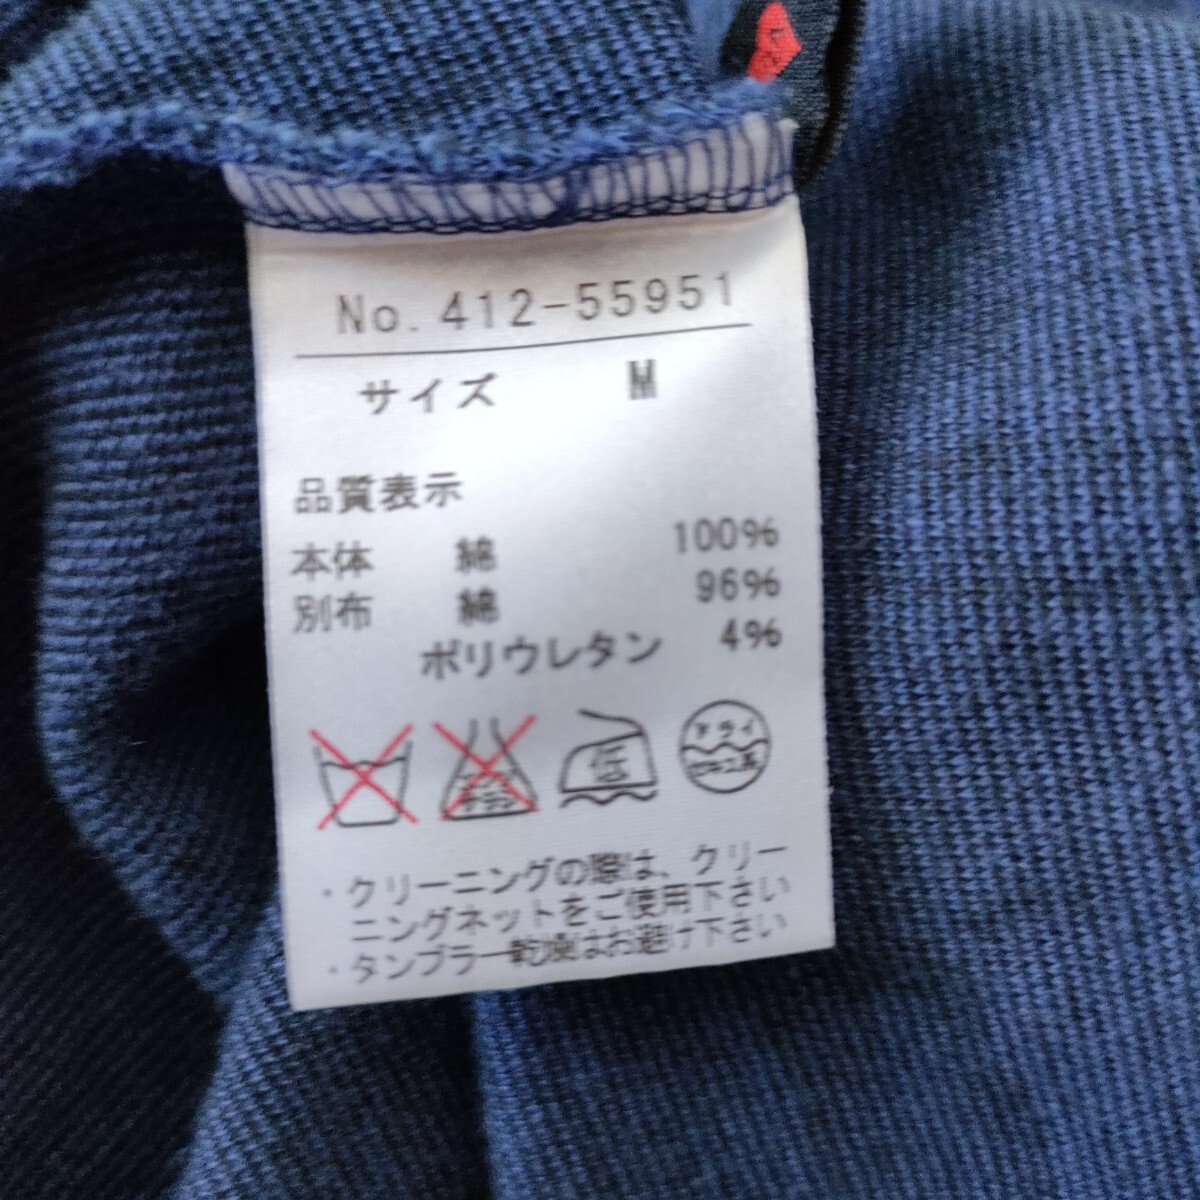 No. 412-55951
サイズ M
品質表示
本体 綿 100%
別布 綿 96%
ポリウレタン 4%
低
ドライ
・クリーニングの際は、クリー
ニングネットをご使用下さい
・タンブラー乾燥はお避け下さい